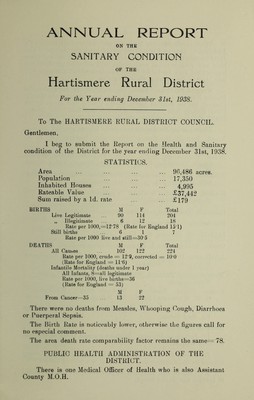 ANNUAL REPORT
ON THE
SANITARY CONDITION
OF THE
Hartismere Rural District
For the Year ending December 31st, 1938.
To The HARTISMERE RURAL DISTRICT COUNCIL.
Gentlemen,
I beg to submit the Report on the Health and Sanitary
condition of the District for the year ending December 31st, 1938.
STATISTICS.
Area ... ... ... ... 96,486 acres.
Population ... ... ... 17,350
Inhabited Houses ... ... 4,995
Rateable Value ... ... £37,442
Sum raised by a 1d. rate ... ... £179
BIRTHS M F Total
Live Legitimate ... 90 114 204
„ Illegitimate ... 6 12 18
Rate per 1000,=12·78 (Rate for England 15·1)
Still births 6 1 7
Rate per 1000 live and still=30·5
DEATHS M F Total
All Causes 102 122 224
Rate per 1000, crude = 12·9, corrected = 10·0
(Rate for England = 11·6)
Infantile Mortality (deaths under 1 year)
All Infants, 8=all legitimate
Rate per 1000, live births=36
(Rate for England = 53)
M F
From Cancer—35 ... 13 22
There were no deaths from Measles, Whooping Cough, Diarrhoea
or Puerperal Sepsis.
The Birth Rate is noticeably lower, otherwise the figures call for
no especial comment.
The area death rate comparability factor remains the same=·78.
PUBLIC HEALTH ADMINISTRATION OF THE
DISTRICT.
There is one Medical Officer of Health who is also Assistant
County M.O.H.